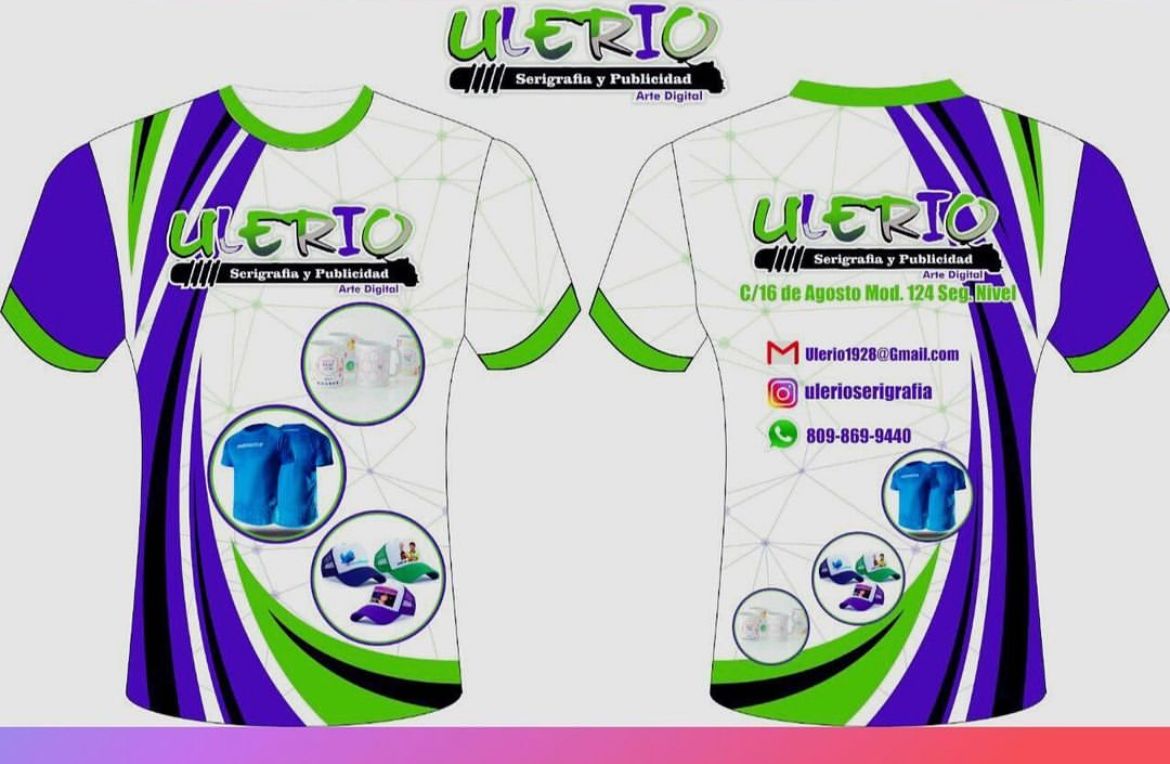 ULERIO
Serigrafia y Publicidad
Arte Digital
ULERIO
Serigrafia y Publicidad
Arte Digital
ULERIO
Serigrafia y Publicidad
Arte Digital
C/16 de Agosto Mod. 124 Seg. Nivel
Ulerio1928@Gmail.com
ulerioserigrafia
809-869-9440